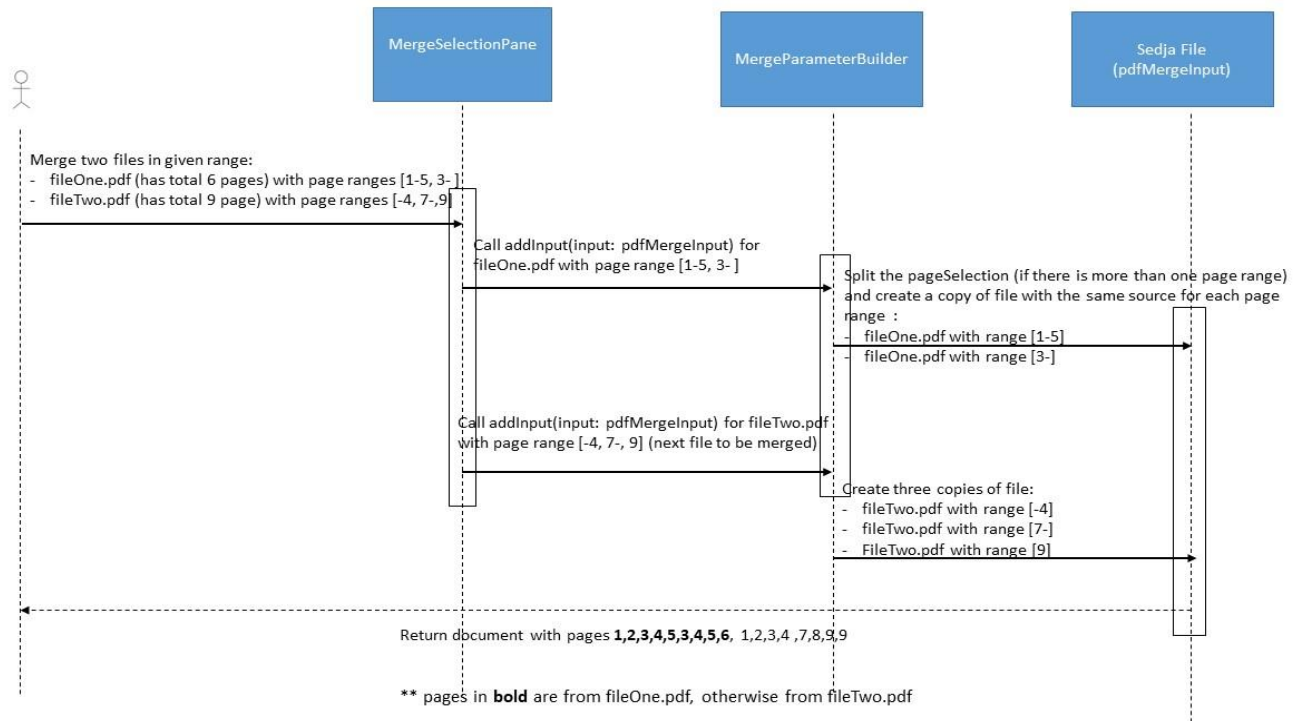 MergeSelectionPane
MergeParameterBuilder
Sedja File
(pdfMergeInput)
Merge two files in given range:
- fileOne.pdf (has total 6 pages) with page ranges [1-5, 3- ]
- fileTwo.pdf (has total 9 page) with page ranges [-4, 7-,9]
Call addInput(input: pdfMergeInput) for
fileOne.pdf with page range [1-5, 3- ]
Split the pageSelection (if there is more than one page range)
and create a copy of file with the same source for each page
range :
- fileOne.pdf with range [1-5]
- fileOne.pdf with range [3-]
Call addInput(input: pdfMergeInput) for fileTwo.pdf
with page range [-4, 7-, 9] (next file to be merged)
Create three copies of file:
- fileTwo.pdf with range [-4]
- fileTwo.pdf with range [7-]
- FileTwo.pdf with range [9]
Return document with pages 1,2,3,4,5,3,4,5,6, 1,2,3,4 ,7,8,9,9
** pages in bold are from fileOne.pdf, otherwise from fileTwo.pdf